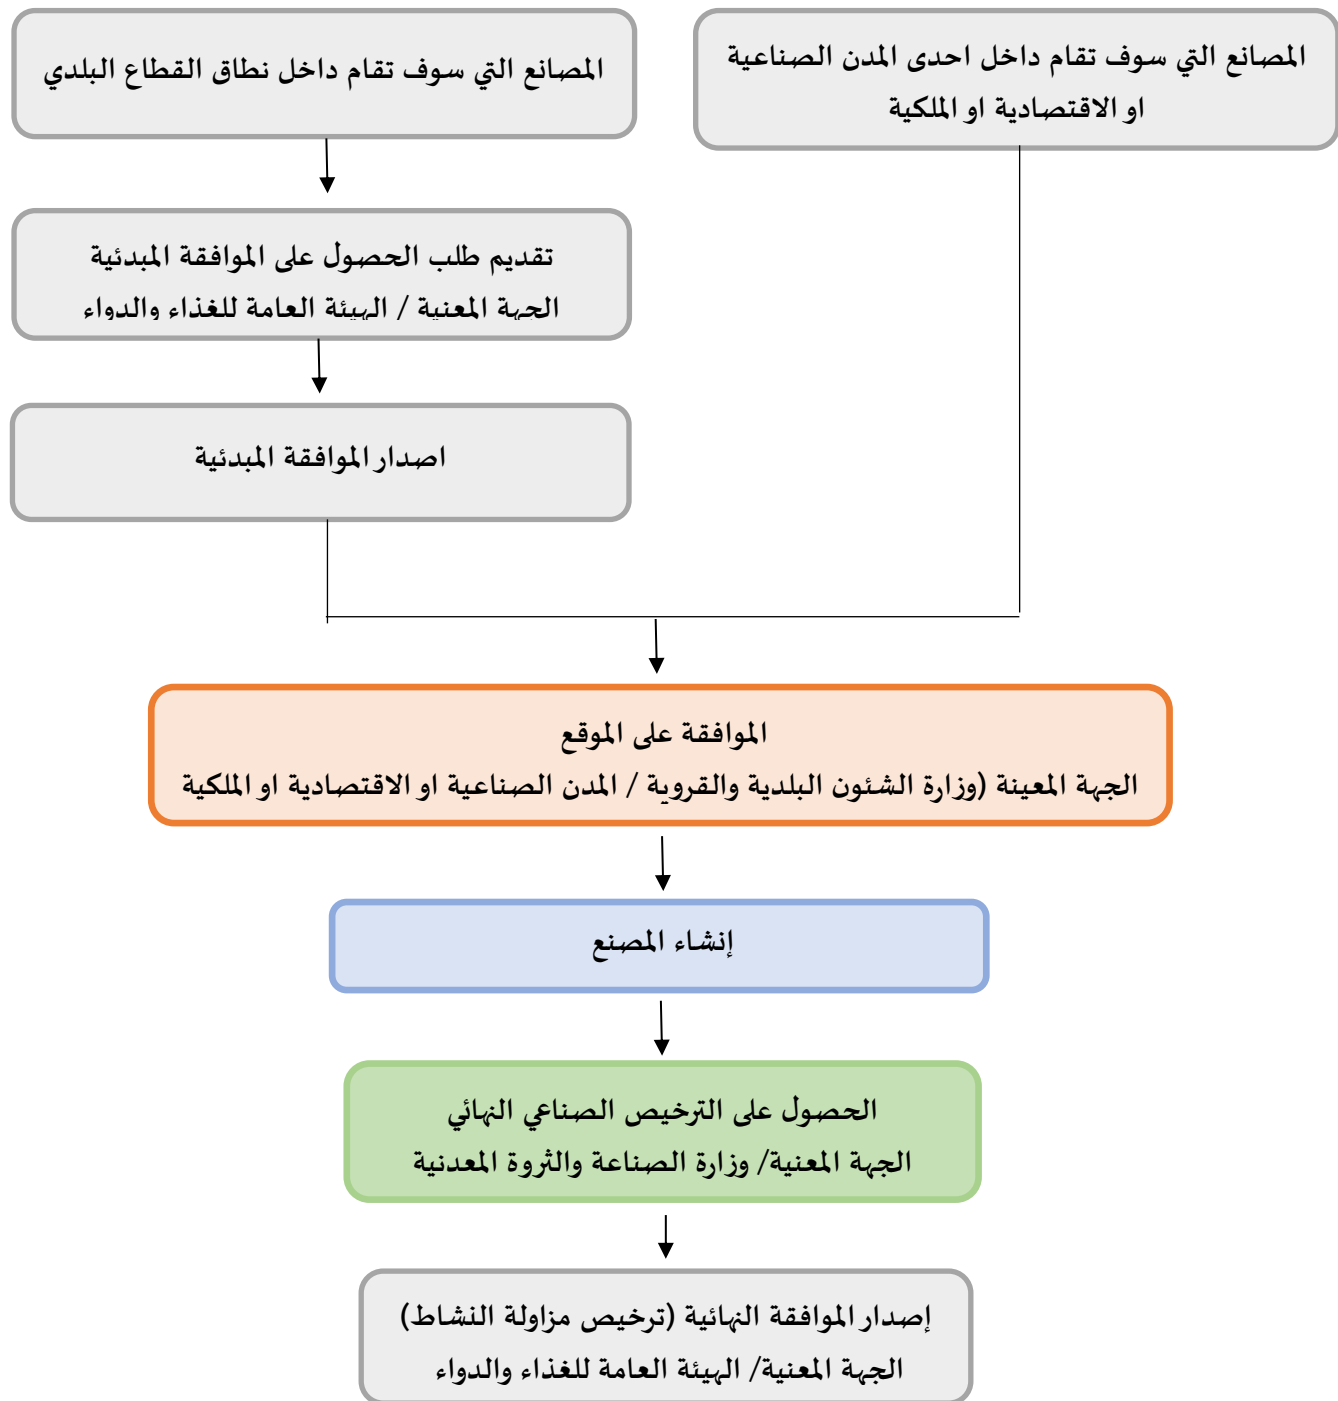 المصانع التي سوف تقام داخل احدى المدن الصناعية
او الاقتصادية او الملكية
المصانع التي سوف تقام داخل نطاق القطاع البلدي
تقديم طلب الحصول على الموافقة المبدئية
الجهة المعنية / الهيئة العامة للغذاء والدواء
اصدار الموافقة المبدئية
الموافقة على الموقع
الجهة المعينة (وزارة الشئون البلدية والقروية / المدن الصناعية او الاقتصادية او الملكية
إنشاء المصنع
الحصول على الترخيص الصناعي النهائي
الجهة المعنية/ وزارة الصناعة والثروة المعدنية
إصدار الموافقة النهائية (ترخيص مزاولة النشاط)
الجهة المعنية/ الهيئة العامة للغذاء والدواء